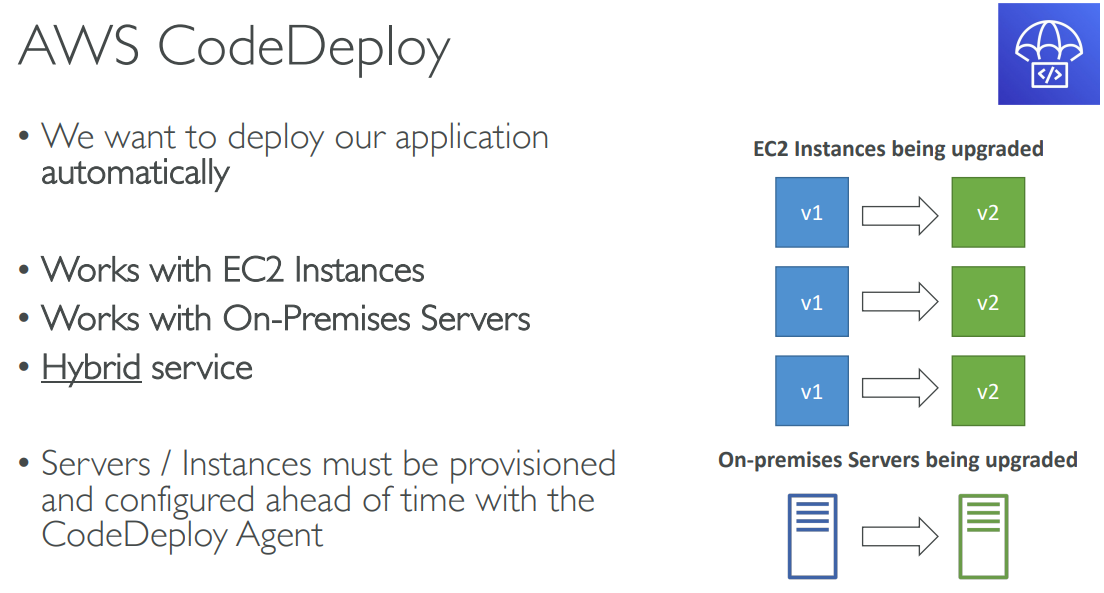 AWS CodeDeploy
</>
• We want to deploy our application
automatically
• Works with EC2 Instances
• Works with On-Premises Servers
• Hybrid service
• Servers / Instances must be provisioned
and configured ahead of time with the
CodeDeploy Agent
EC2 Instances being upgraded
v1 v2
v1 v2
v1 v2
On-premises Servers being upgraded